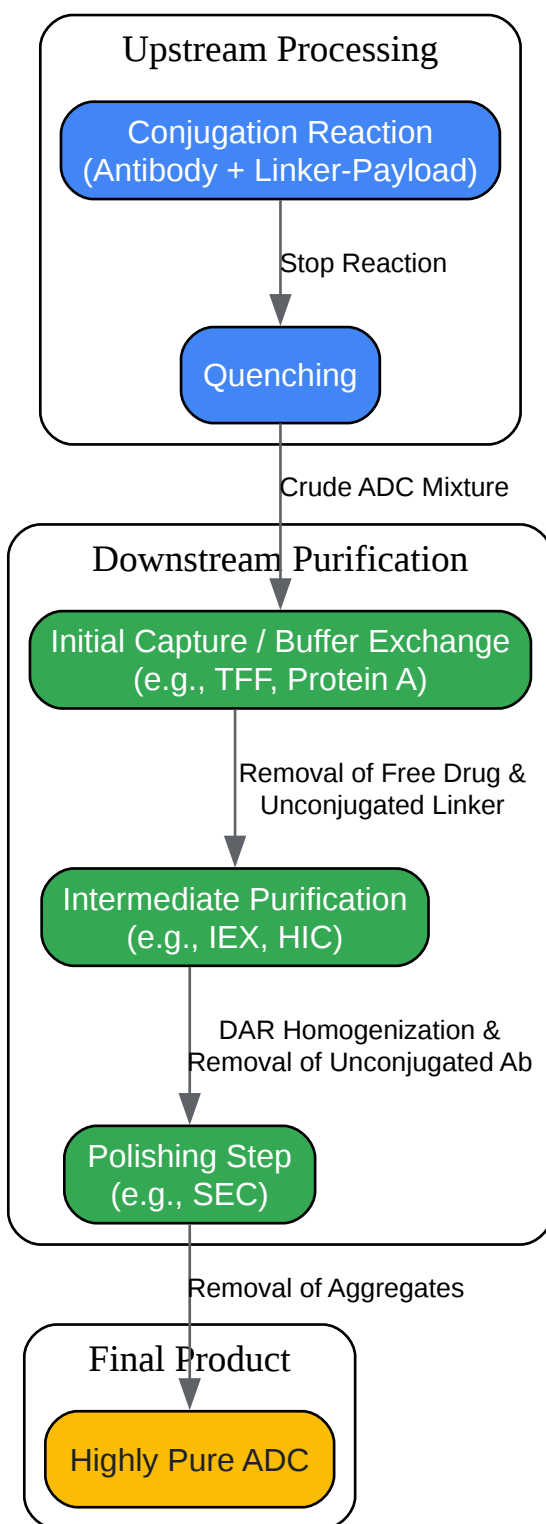 Upstream Processing
Conjugation Reaction
(Antibody + Linker-Payload)
Stop Reaction
Quenching
Crude ADC Mixture
Downstream Purification
Initial Capture / Buffer Exchange
(e.g., TFF, Protein A)
Removal of Free Drug &
Unconjugated Linker
Intermediate Purification
(e.g., IEX, HIC)
DAR Homogenization &
Removal of Unconjugated Ab
Polishing Step
(e.g., SEC)
Removal of Aggregates
Final Product
Highly Pure ADC